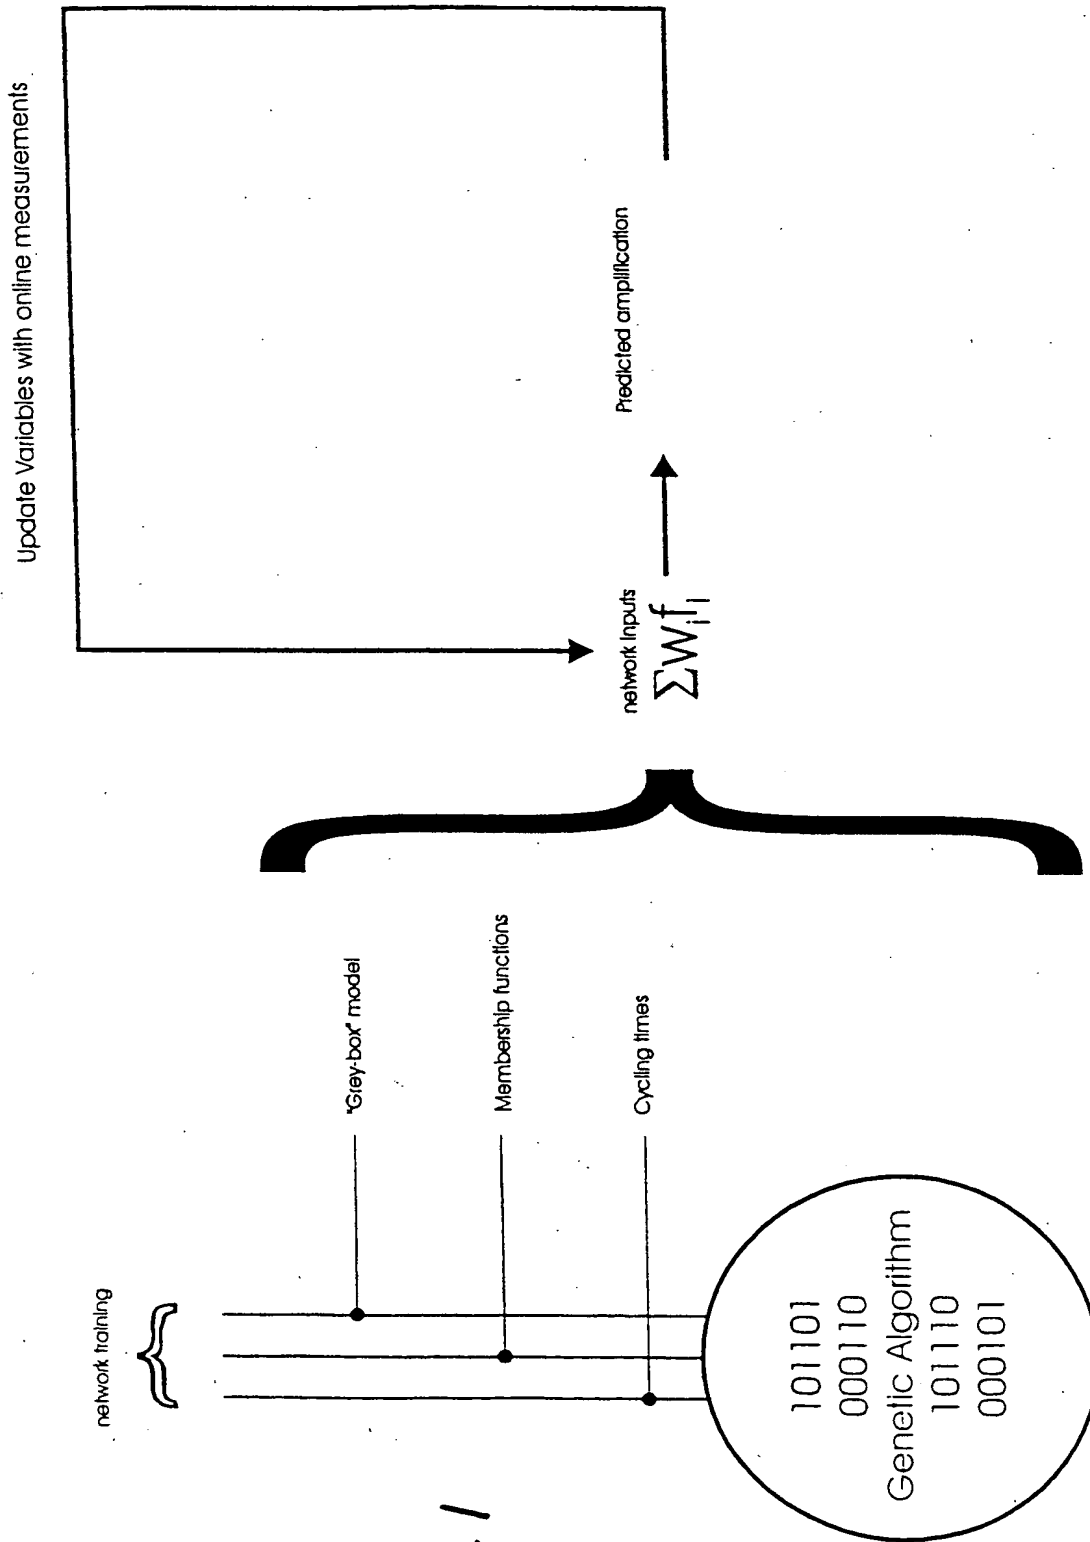 Update Variables with online measurements
network training
"Grey-box" model
Membership functions
Cycling times
network inputs
ΣWᵢfᵢ
Predicted amplification
101101
000110
Genetic Algorithm
101110
000101